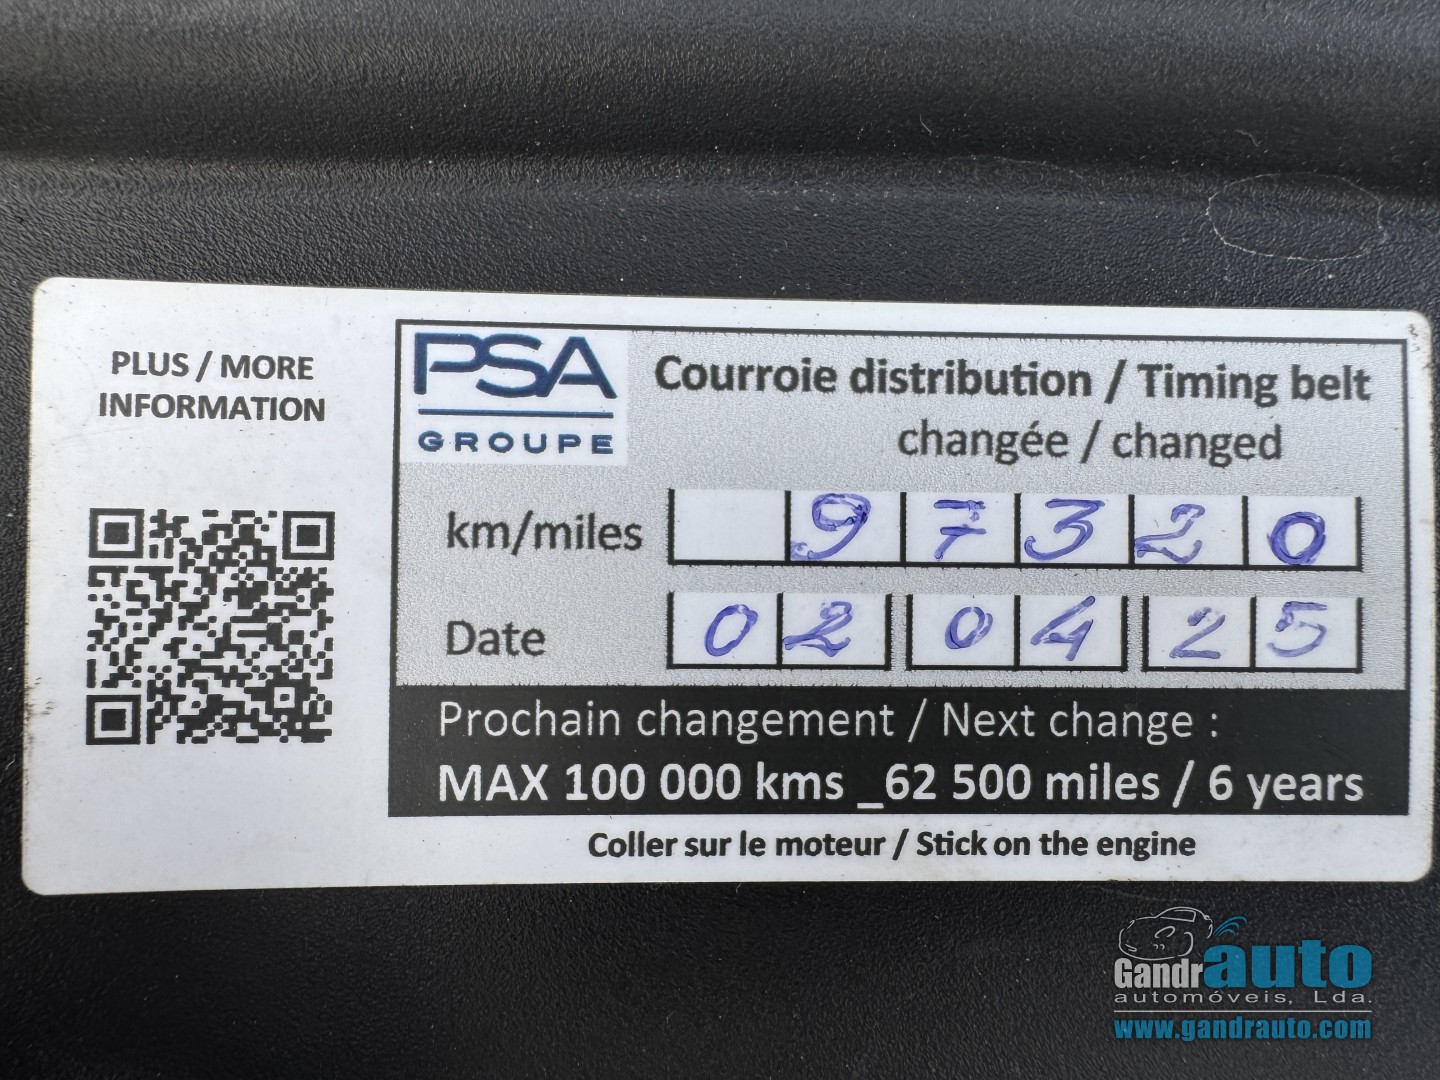 PLUS / MORE
INFORMATION
PSA
GROUPE
Courroie distribution / Timing belt
changée / changed
km/miles 97320
Date 02 04 25
Prochain changement / Next change :
MAX 100 000 kms _62 500 miles / 6 years
Coller sur le moteur / Stick on the engine
Gandrauto
automóveis, Lda.
www.gandrauto.com